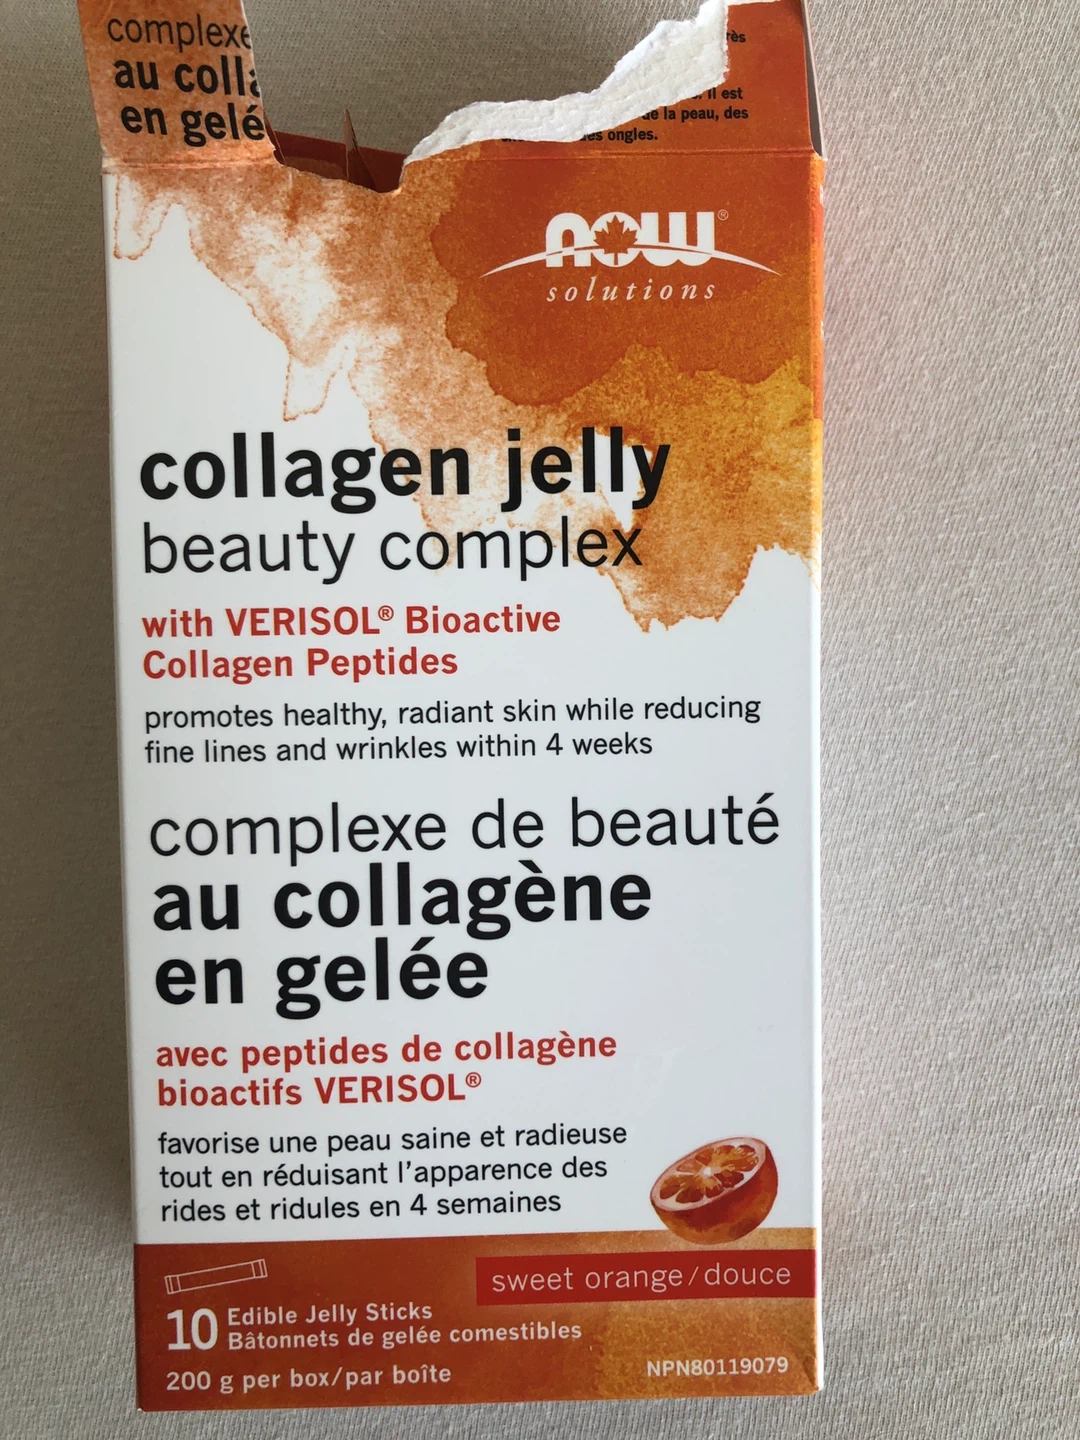 complexe
au coll
en gelé
Il est
de la peau, des
ongles.
now®
solutions
collagen jelly
beauty complex
with VERISOL® Bioactive
Collagen Peptides
promotes healthy, radiant skin while reducing
fine lines and wrinkles within 4 weeks
complexe de beauté
au collagène
en gelée
avec peptides de collagène
bioactifs VERISOL®
favorise une peau saine et radieuse
tout en réduisant l'apparence des
rides et ridules en 4 semaines
sweet orange/douce
10 Edible Jelly Sticks
Bâtonnets de gelée comestibles
200 g per box/par boîte
NPN80119079